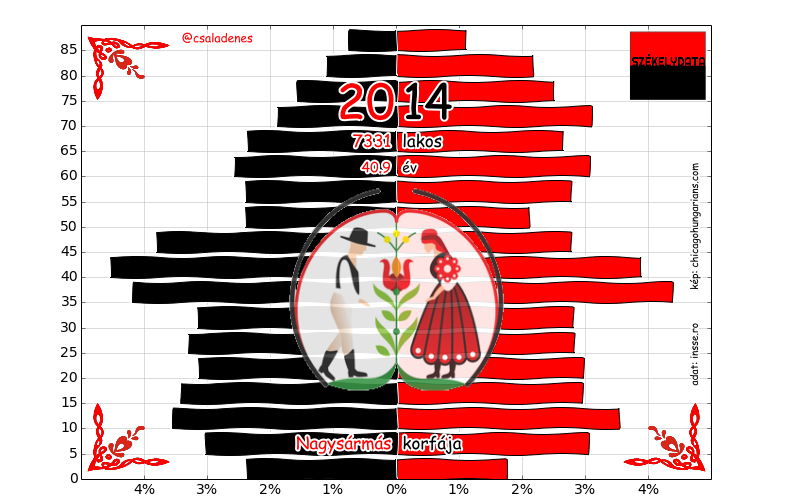 @csaladenes
SZÉKELYDATA
2014
7331 lakos
40.9 év
kép: chicagohungarians.com
adat: insse.ro
Nagysármás korfája
85
80
75
70
65
60
55
50
45
40
35
30
25
20
15
10
5
0
4% 3% 2% 1% 0% 1% 2% 3% 4%